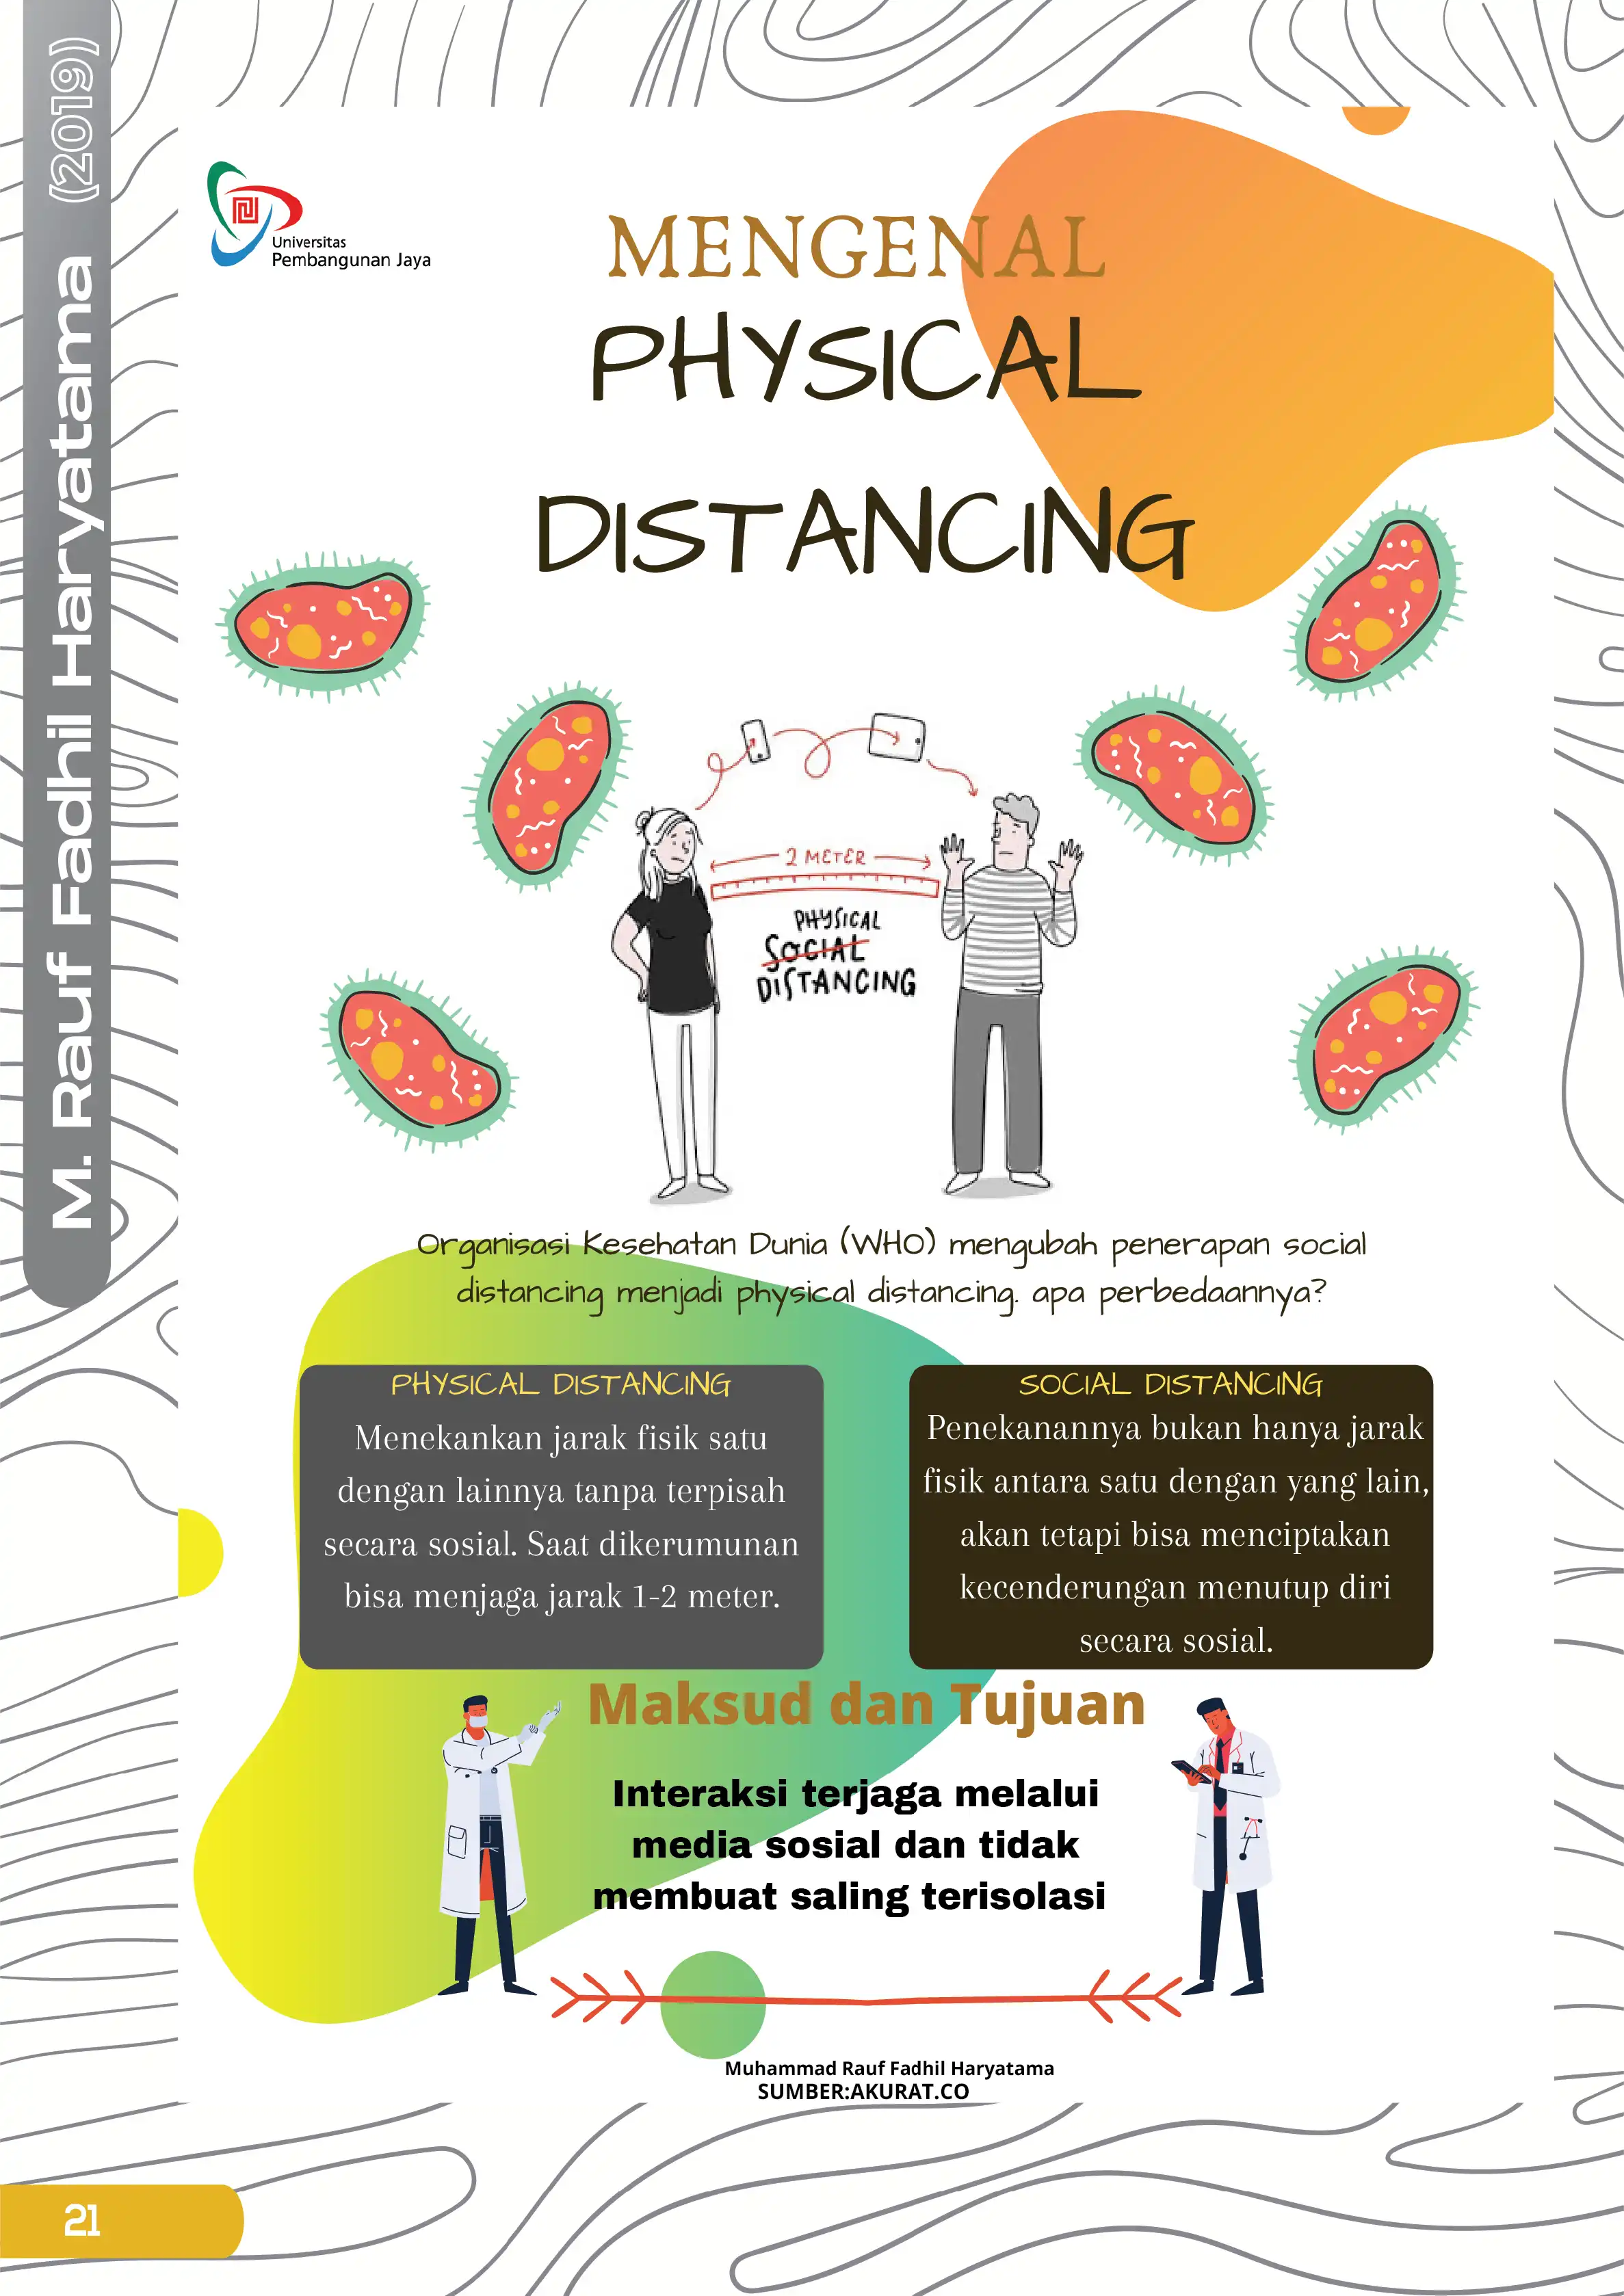 M. Rauf Fadhil Haryatama (2019)
Universitas
Pembangunan Jaya
MENGENAL
PHYSICAL
DISTANCING
2 METER
PHYSICAL
SOCIAL
DISTANCING
Organisasi Kesehatan Dunia (WHO) mengubah penerapan social
distancing menjadi physical distancing. apa perbedaannya?
PHYSICAL DISTANCING
Menekankan jarak fisik satu
dengan lainnya tanpa terpisah
secara sosial. Saat dikerumunan
bisa menjaga jarak 1-2 meter.
SOCIAL DISTANCING
Penekanannya bukan hanya jarak
fisik antara satu dengan yang lain,
akan tetapi bisa menciptakan
kecenderungan menutup diri
secara sosial.
Maksud dan Tujuan
Interaksi terjaga melalui
media sosial dan tidak
membuat saling terisolasi
Muhammad Rauf Fadhil Haryatama
SUMBER:AKURAT.CO
21